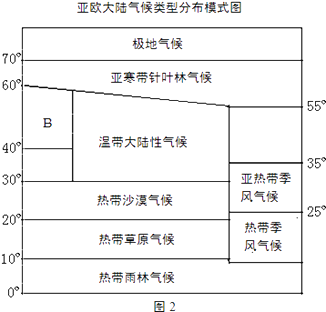 亚欧大陆气候类型分布模式图
极地气候
70°
亚寒带针叶林气候
60°
55°
B
温带大陆性气候
40°
35°
亚热带季
风气候
30°
热带沙漠气候
25°
20°
热带季
风气候
热带草原气候
10°
热带雨林气候
0°
图2